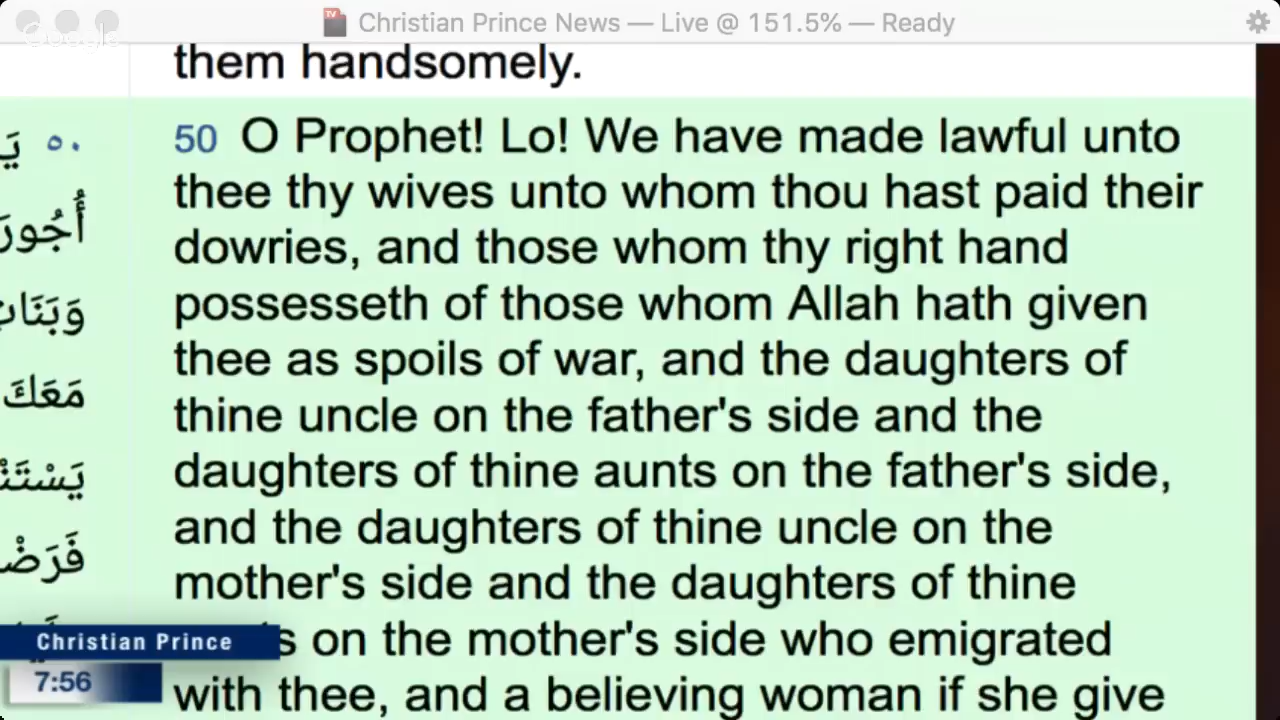 Christian Prince News — Live @ 151.5% — Ready
Google
them handsomely.
50 O Prophet! Lo! We have made lawful unto
thee thy wives unto whom thou hast paid their
dowries, and those whom thy right hand
possesseth of those whom Allah hath given
thee as spoils of war, and the daughters of
thine uncle on the father's side and the
daughters of thine aunts on the father's side,
and the daughters of thine uncle on the
mother's side and the daughters of thine
on the mother's side who emigrated
with thee, and a believing woman if she give
٥٠
مَعَكَ
Christian Prince
7:56